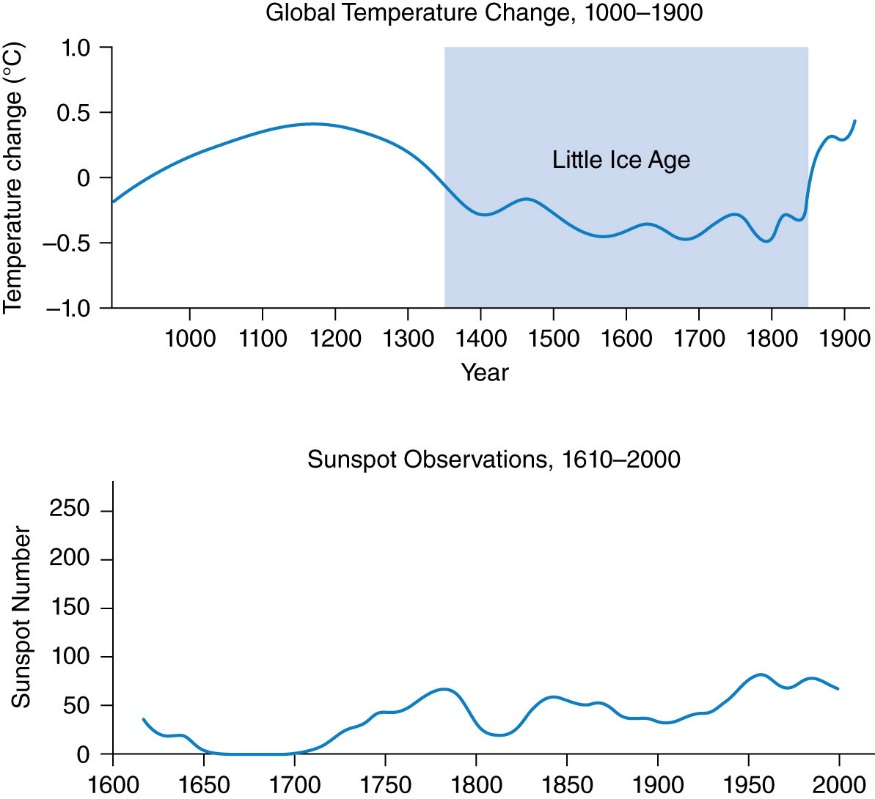 Global Temperature Change, 1000–1900
Temperature change (°C)
1.0
0.5
0
–0.5
–1.0
Little Ice Age
1000 1100 1200 1300 1400 1500 1600 1700 1800 1900
Year
Sunspot Observations, 1610–2000
Sunspot Number
250
200
150
100
50
0
1600 1650 1700 1750 1800 1850 1900 1950 2000